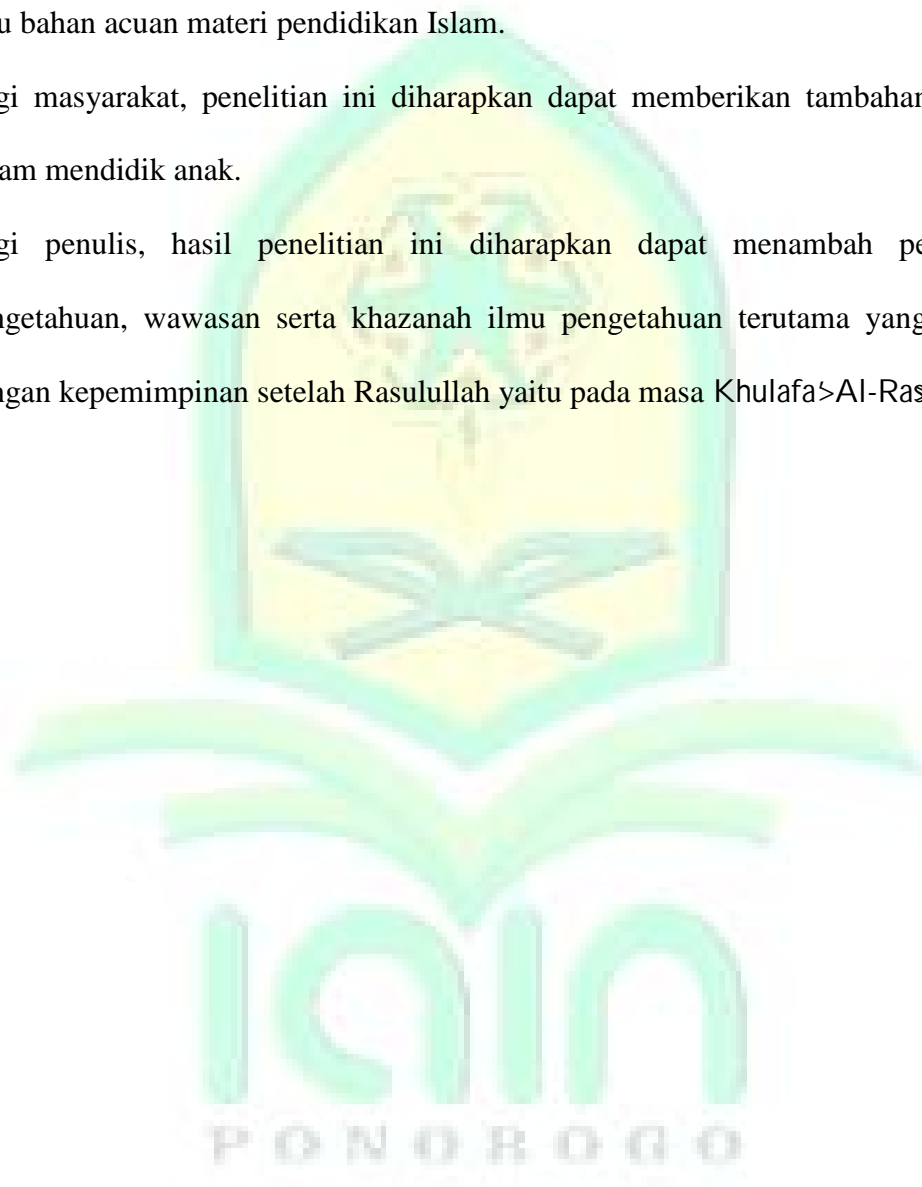 u bahan acuan materi pendidikan Islam.
gi masyarakat, penelitian ini diharapkan dapat memberikan tambahan
am mendidik anak.
gi penulis, hasil penelitian ini diharapkan dapat menambah pe
ngetahuan, wawasan serta khazanah ilmu pengetahuan terutama yang
ngan kepemimpinan setelah Rasulullah yaitu pada masa Khulafa>Al-Ras
iain
PONOROGO